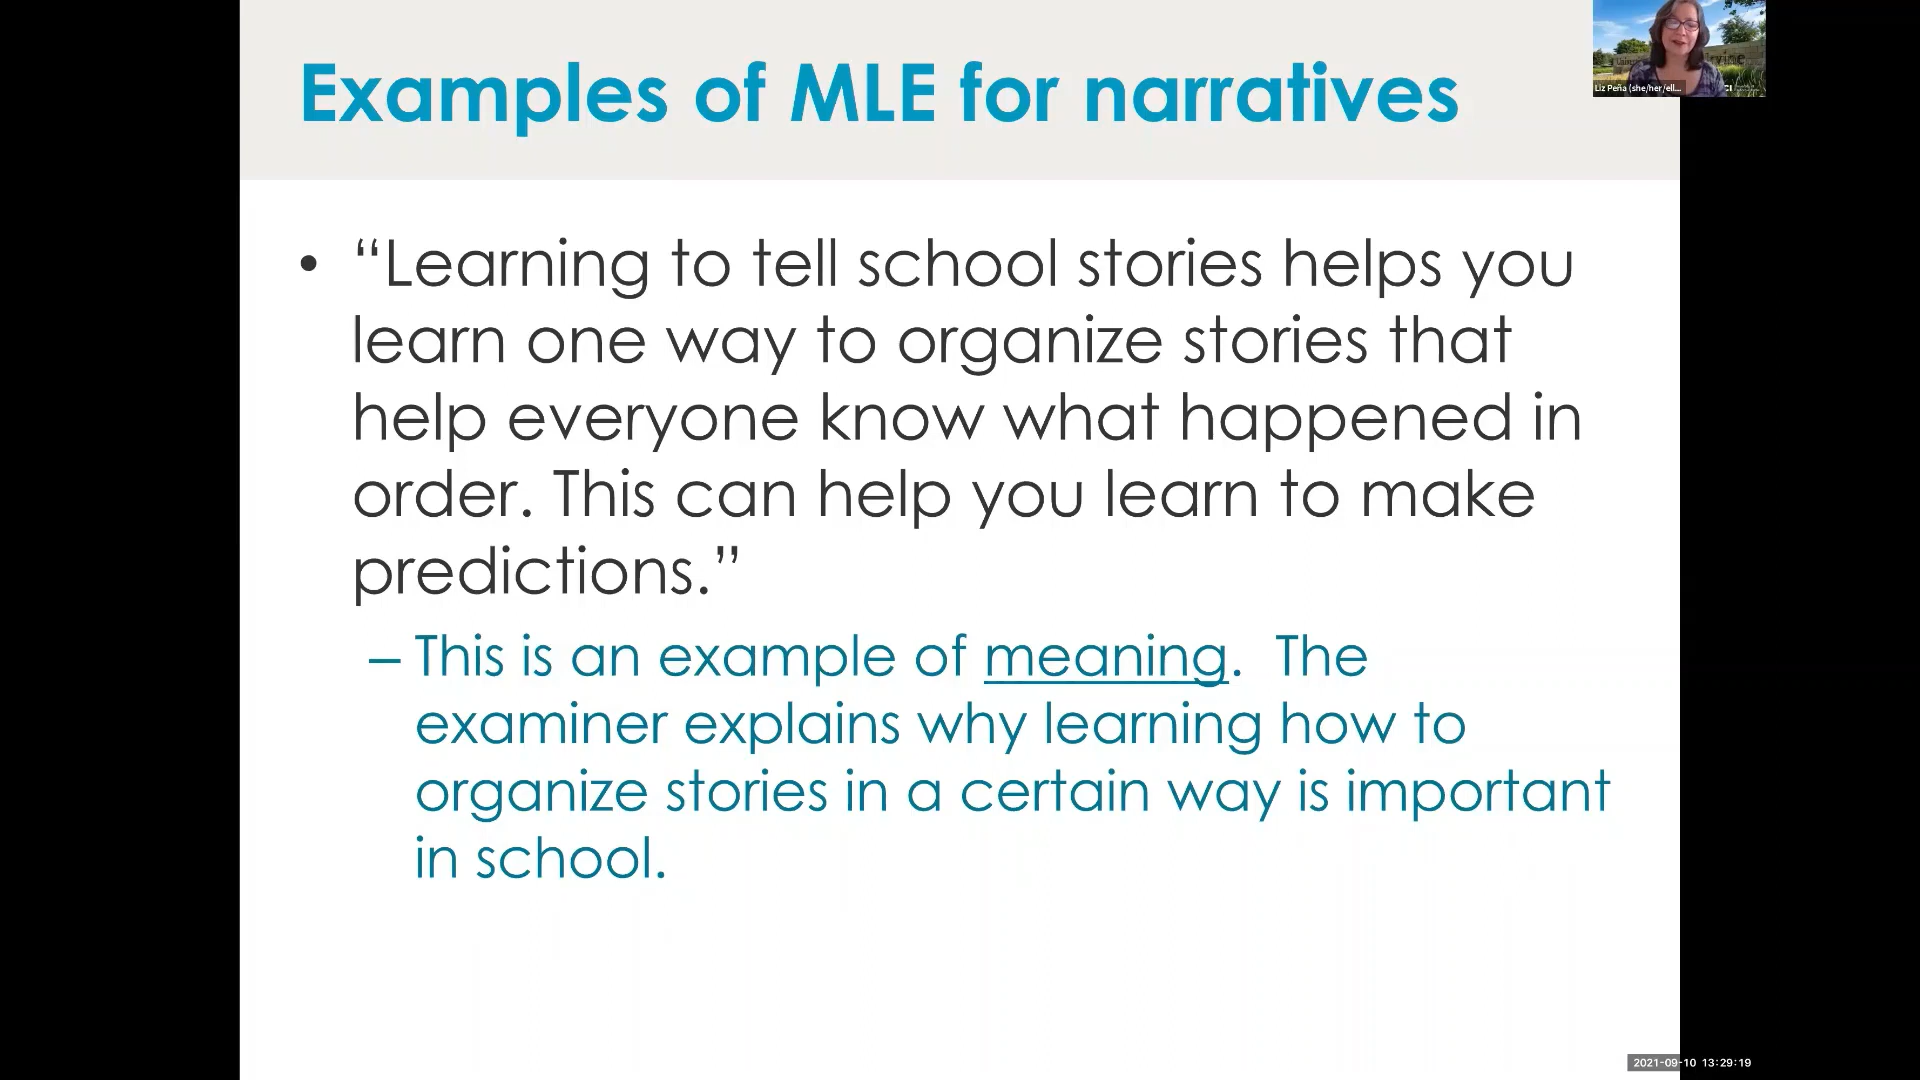 Examples of MLE for narratives
• “Learning to tell school stories helps you
learn one way to organize stories that
help everyone know what happened in
order. This can help you learn to make
predictions.”
– This is an example of meaning.  The
examiner explains why learning how to
organize stories in a certain way is important
in school.
Liz Peña (she/her/ell...
2021-09-10 13:29:19